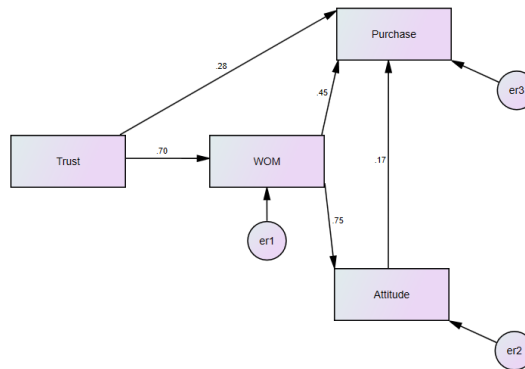 Purchase
.28
er3
.45
.70
Trust
WOM
.17
.75
er1
Attitude
er2